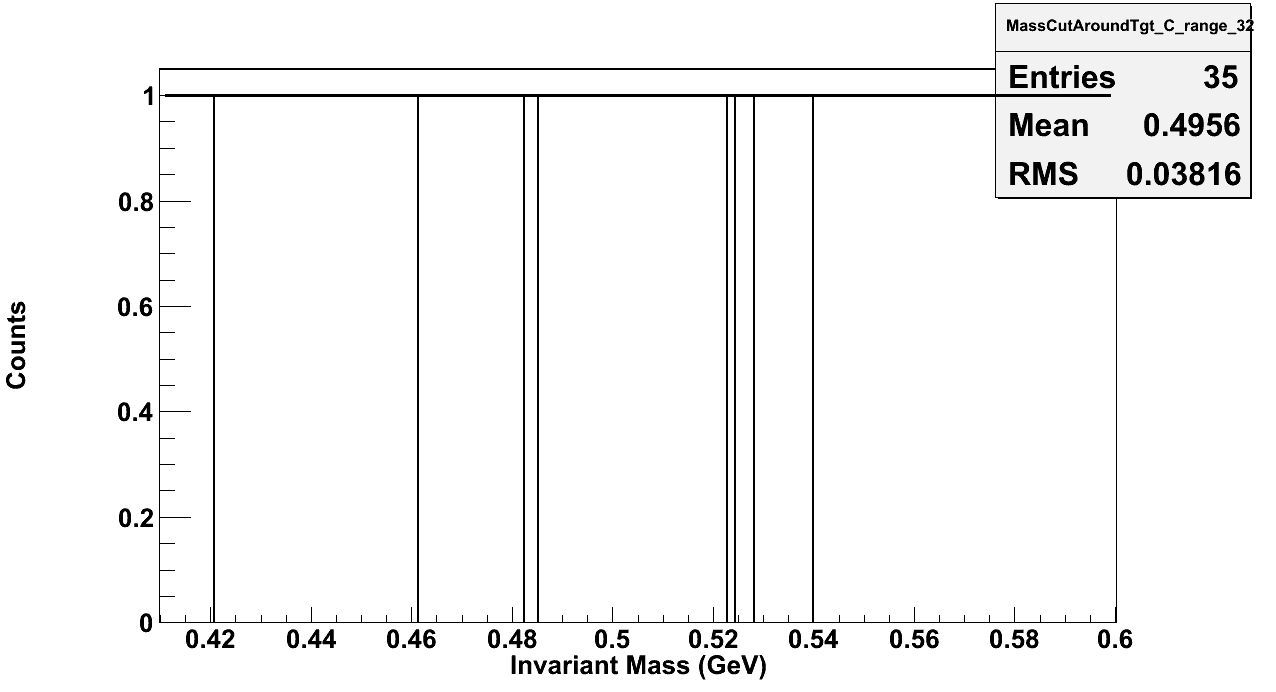 MassCutAroundTgt_C_range_32
Entries 35
Mean 0.4956
RMS 0.03816
1
0.8
0.6
0.4
0.2
0
Counts
0.42 0.44 0.46 0.48 0.5 0.52 0.54 0.56 0.58 0.6
Invariant Mass (GeV)